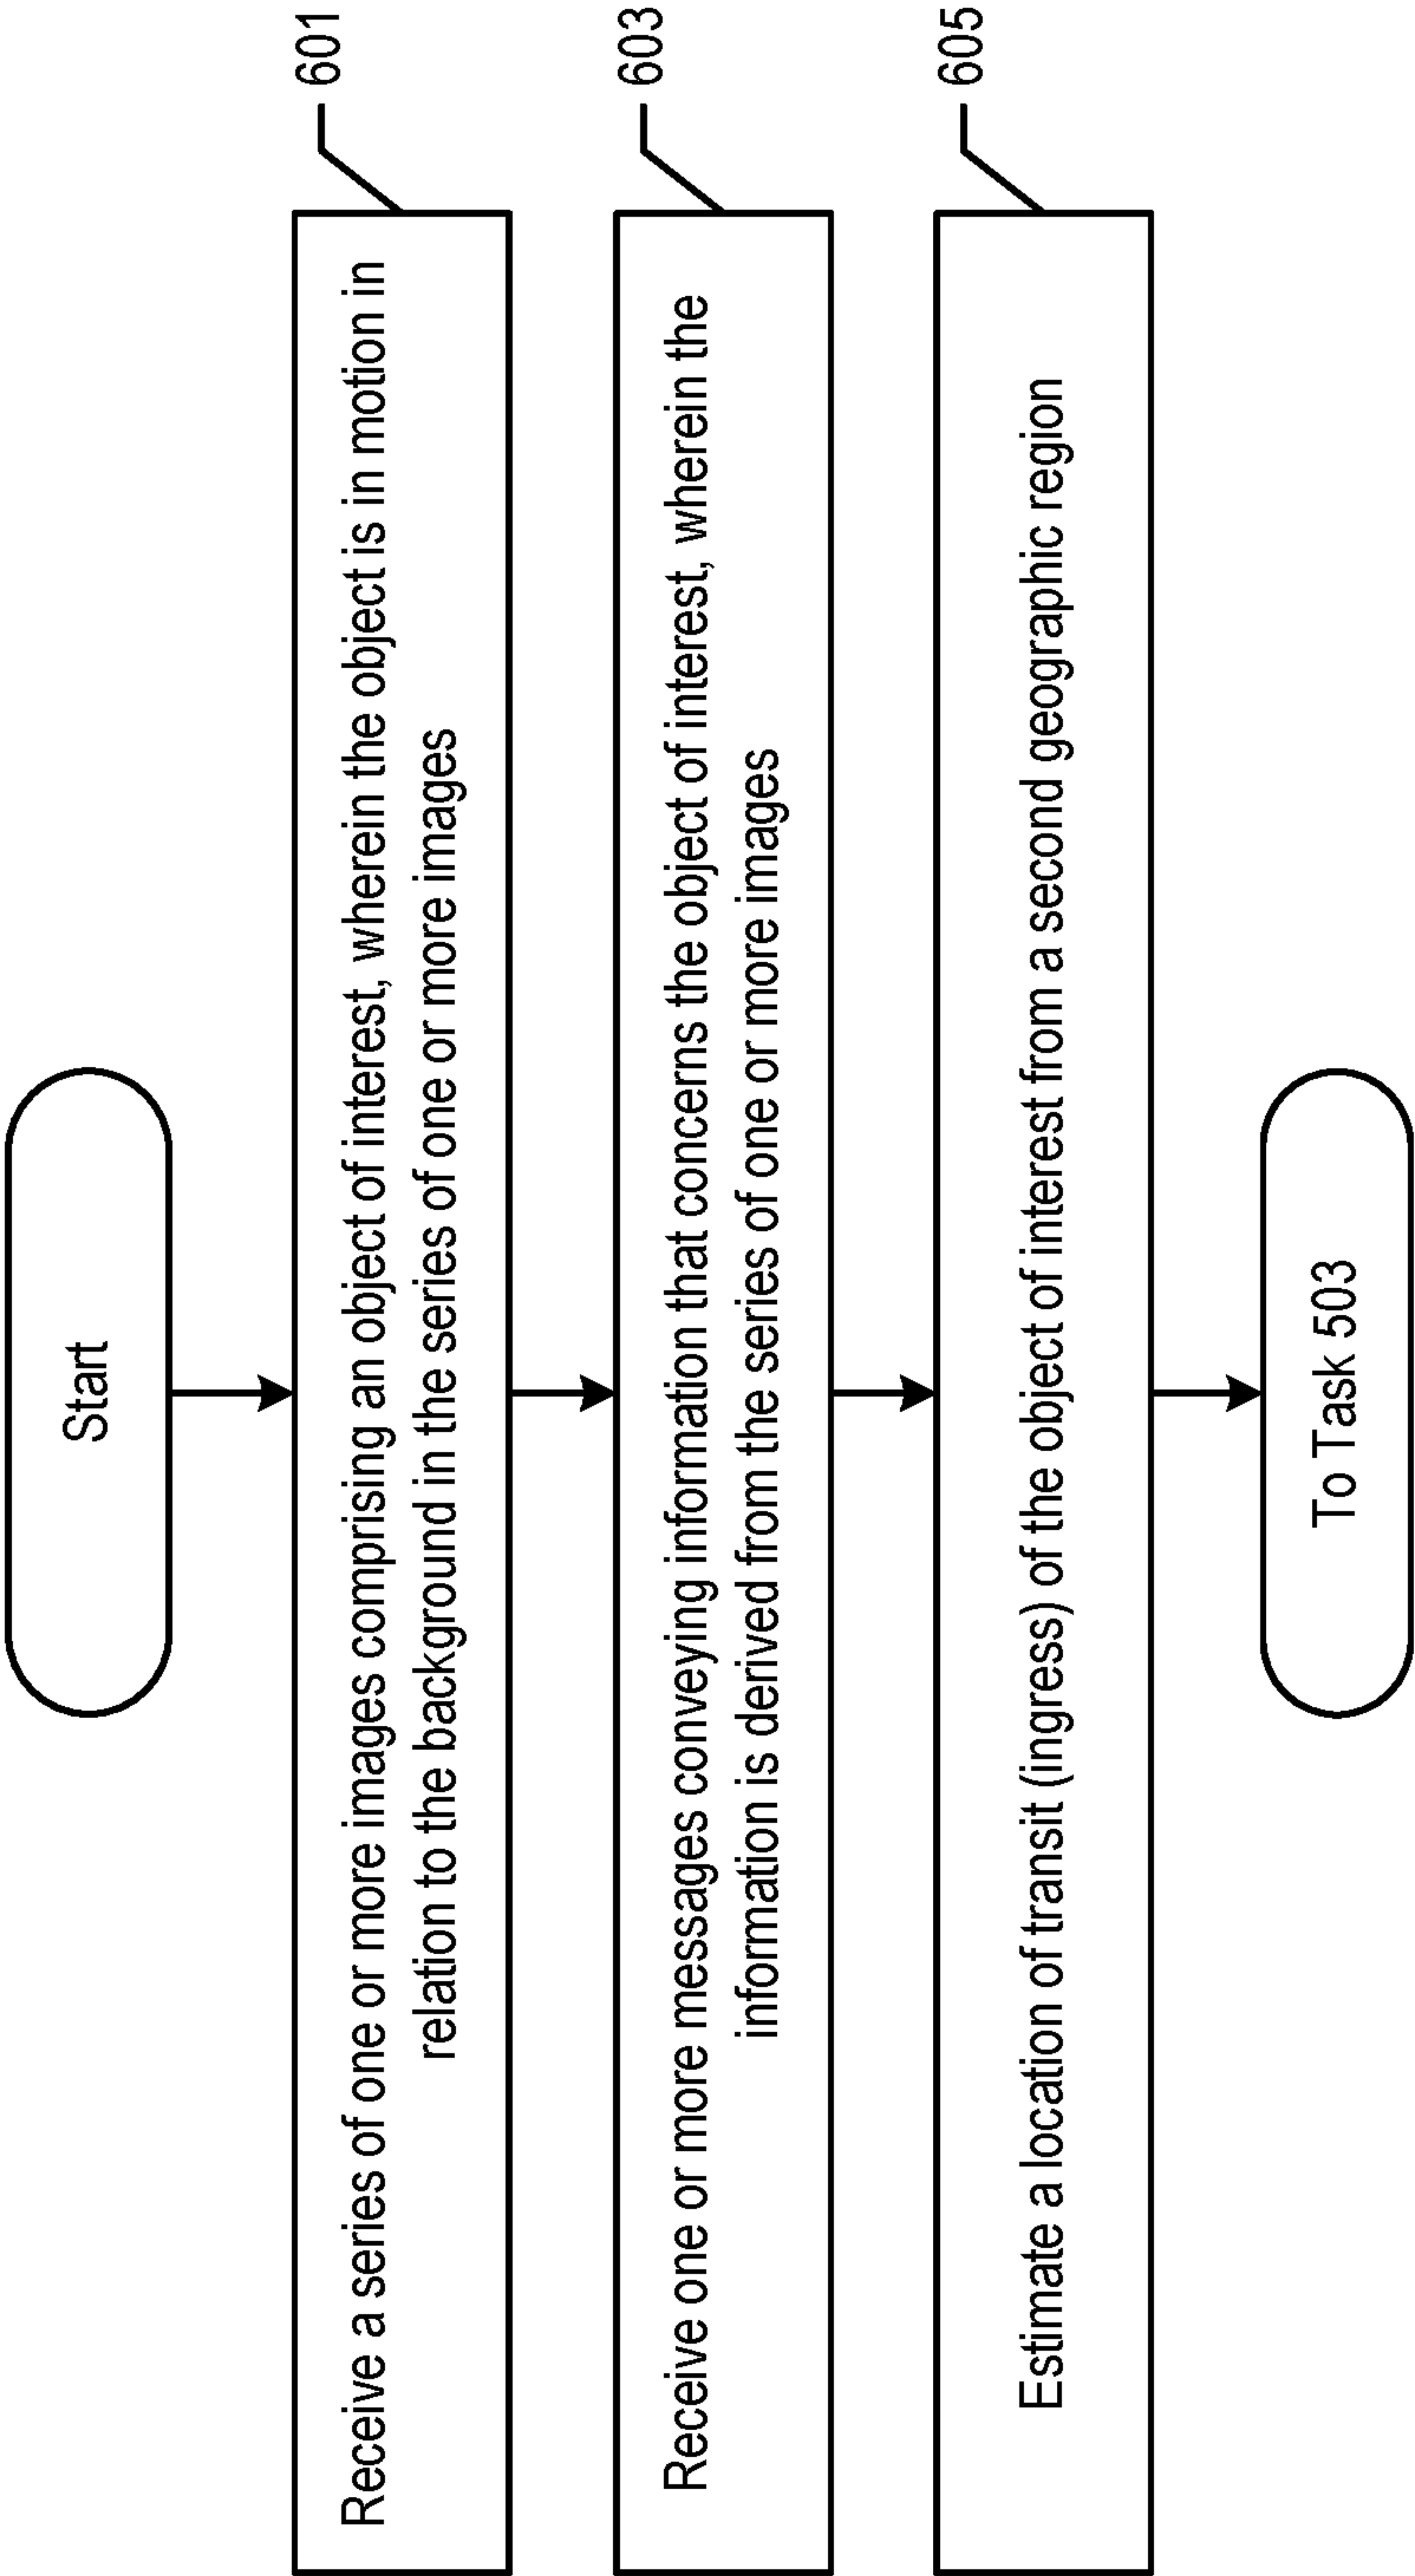 Start
601
Receive a series of one or more images comprising an object of interest, wherein the object is in motion in
relation to the background in the series of one or more images
603
Receive one or more messages conveying information that concerns the object of interest, wherein the
information is derived from the series of one or more images
605
Estimate a location of transit (ingress) of the object of interest from a second geographic region
To Task 503